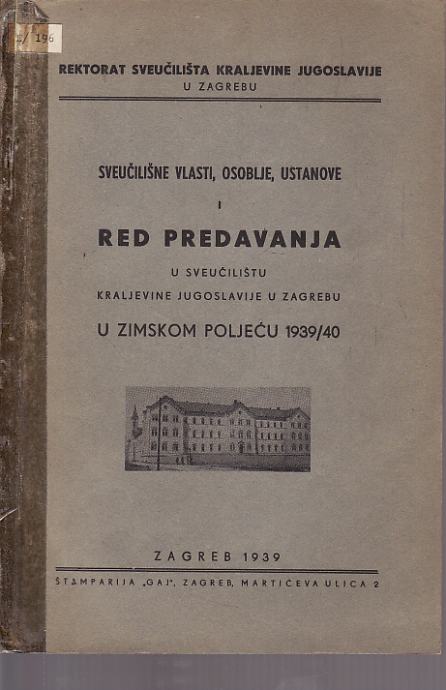 / 196
REKTORAT SVEUČILIŠTA KRALJEVINE JUGOSLAVIJE
U ZAGREBU
SVEUČILIŠNE VLASTI, OSOBLJE, USTANOVE
I
RED PREDAVANJA
U SVEUČILIŠTU
KRALJEVINE JUGOSLAVIJE U ZAGREBU
U ZIMSKOM POLJEĆU 1939/40
ZAGREB 1939
ŠTAMPARIJA „GAJ", ZAGREB, MARTIĆEVA ULICA 2